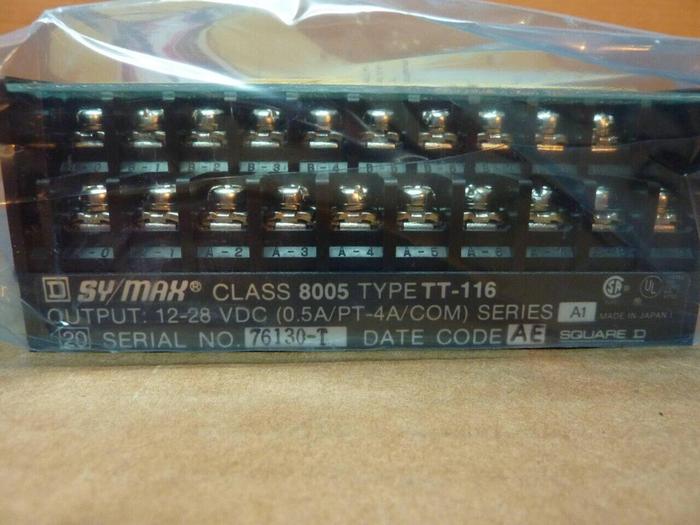 B-1 B-2 B-3 B-4
A-2 A-3 A-4 A-5
D SY/MAX® CLASS 8005 TYPE TT-116
OUTPUT: 12-28 VDC (0.5A/PT-4A/COM) SERIES A1 MADE IN JAPAN
20 SERIAL NO. 76130-T DATE CODE AE SQUARE D